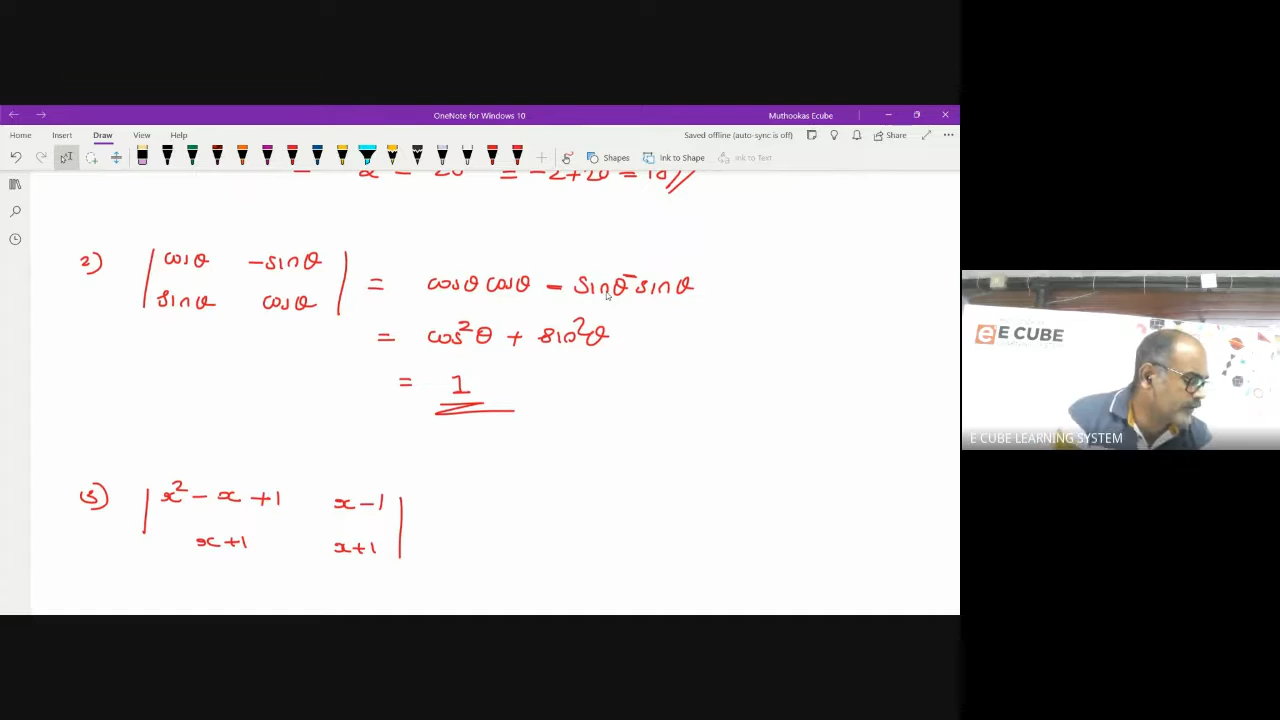 OneNote for Windows 10
Muthookas Ecube
Home Insert Draw View Help
Saved offline (auto-sync is off)
Share
Shapes
Ink to Shape
Ink to Text
2) | cosθ -sinθ | = cosθ cosθ - sinθ -sinθ
| sinθ cosθ |
= cos²θ + sin²θ
= 1
(3) | x² - x + 1 x - 1 |
| x+1 x+1 |
e E CUBE
E CUBE LEARNING SYSTEM